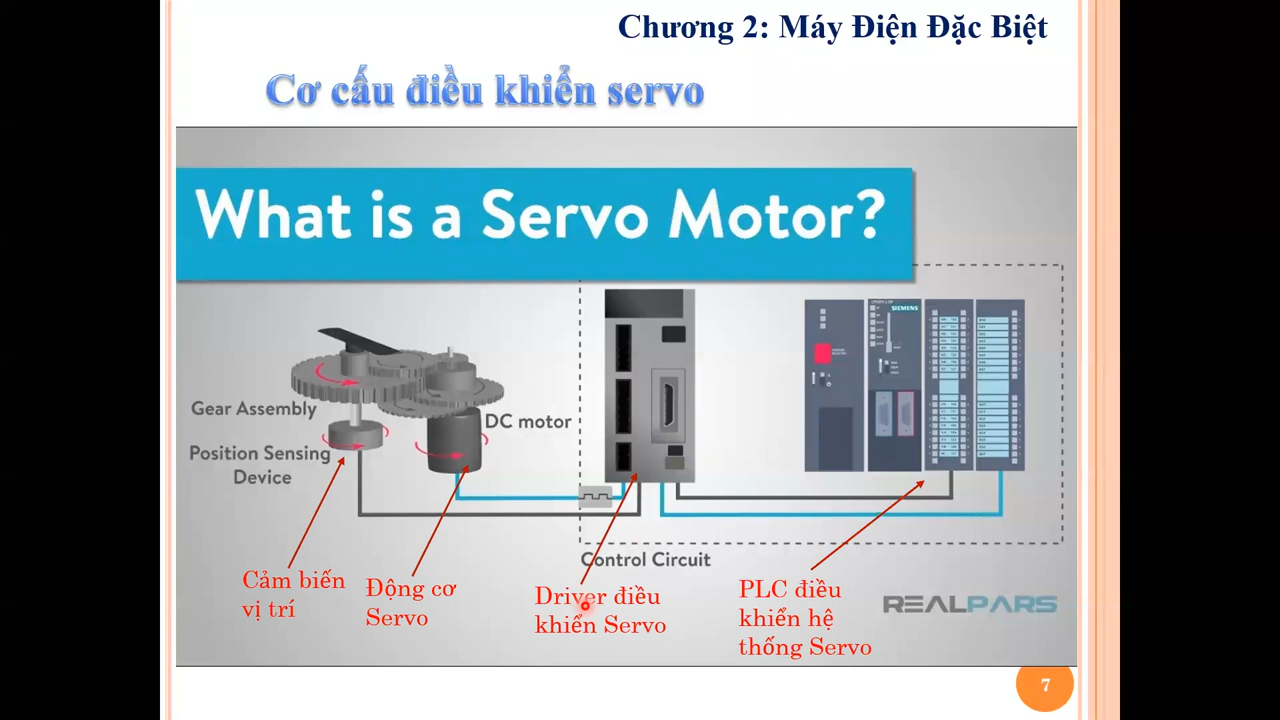 Chương 2: Máy Điện Đặc Biệt
Cơ cấu điều khiển servo
What is a Servo Motor?
SIEMENS
Gear Assembly
DC motor
Position Sensing
Device
Control Circuit
Cảm biến
vị trí
Động cơ
Servo
Driver điều
khiển Servo
PLC điều
khiển hệ
thống Servo
REALPARS
7